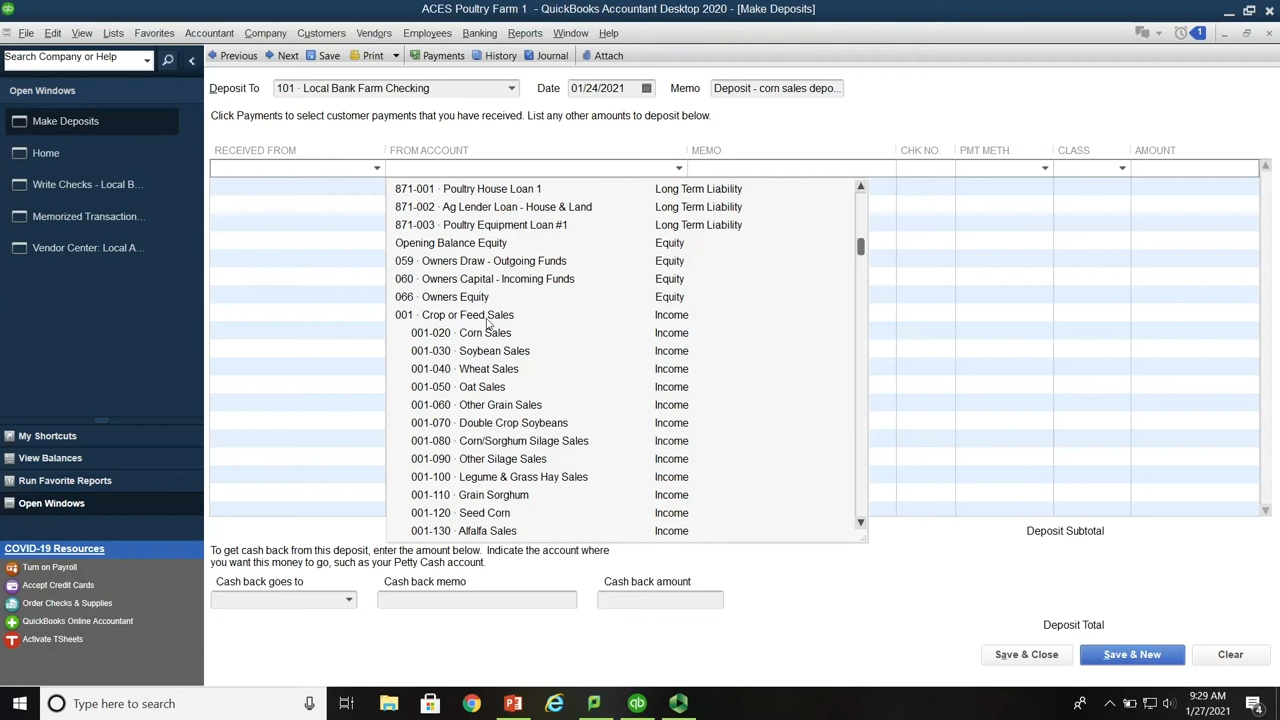 ACES Poultry Farm 1 - QuickBooks Accountant Desktop 2020 - [Make Deposits]
File Edit View Lists Favorites Accountant Company Customers Vendors Employees Banking Reports Window Help
1
Search Company or Help
Previous Next Save Print Payments History Journal Attach
Open Windows
Make Deposits
Home
Write Checks - Local B...
Memorized Transaction...
Vendor Center: Local A...
My Shortcuts
View Balances
Run Favorite Reports
Open Windows
COVID-19 Resources
Turn on Payroll
Accept Credit Cards
Order Checks & Supplies
QuickBooks Online Accountant
Activate TSheets
Deposit To 101 · Local Bank Farm Checking Date 01/24/2021 Memo Deposit - corn sales depo...
Click Payments to select customer payments that you have received. List any other amounts to deposit below.
RECEIVED FROM FROM ACCOUNT MEMO CHK NO. PMT METH. CLASS AMOUNT
871-001 · Poultry House Loan 1 Long Term Liability
871-002 · Ag Lender Loan - House & Land Long Term Liability
871-003 · Poultry Equipment Loan #1 Long Term Liability
Opening Balance Equity Equity
059 · Owners Draw - Outgoing Funds Equity
060 · Owners Capital - Incoming Funds Equity
066 · Owners Equity Equity
001 · Crop or Feed Sales Income
001-020 · Corn Sales Income
001-030 · Soybean Sales Income
001-040 · Wheat Sales Income
001-050 · Oat Sales Income
001-060 · Other Grain Sales Income
001-070 · Double Crop Soybeans Income
001-080 · Corn/Sorghum Silage Sales Income
001-090 · Other Silage Sales Income
001-100 · Legume & Grass Hay Sales Income
001-110 · Grain Sorghum Income
001-120 · Seed Corn Income
001-130 · Alfalfa Sales Income
Deposit Subtotal
To get cash back from this deposit, enter the amount below. Indicate the account where
you want this money to go, such as your Petty Cash account.
Cash back goes to Cash back memo Cash back amount
Deposit Total
Save & Close Save & New Clear
Type here to search
9:29 AM
1/27/2021
4